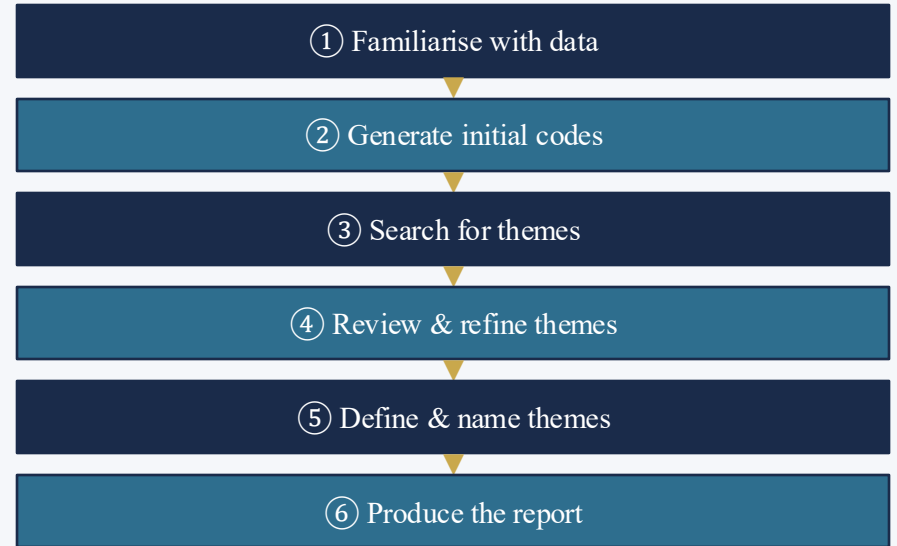 ① Familiarise with data
② Generate initial codes
③ Search for themes
④ Review & refine themes
⑤ Define & name themes
⑥ Produce the report